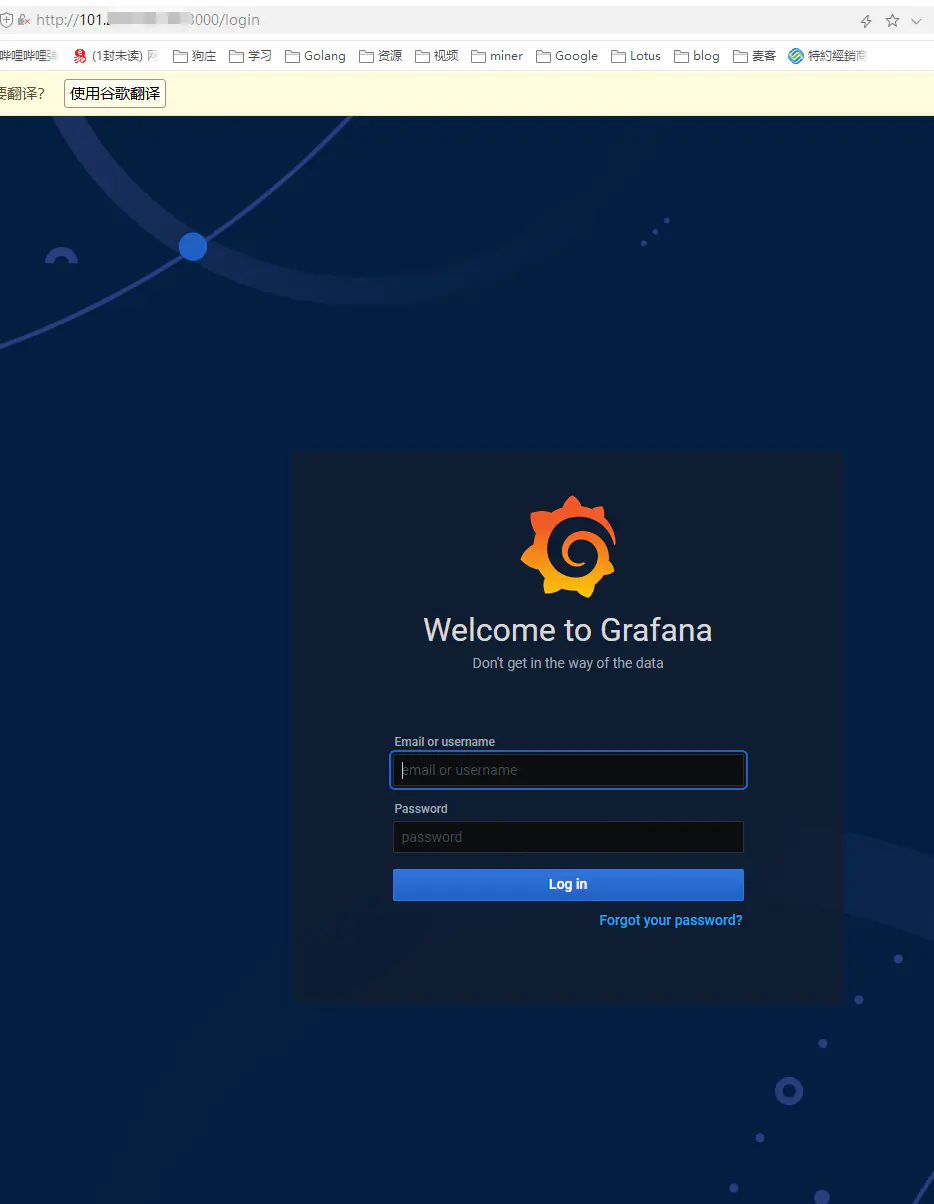 http://101. 3000/login
哔哩哔哩 (1封未读) 网 狗庄 学习 Golang 资源 视频 miner Google Lotus blog 麦客 特約經銷商
要翻译? 使用谷歌翻译
Welcome to Grafana
Don't get in the way of the data
Email or username
email or username
Password
password
Log in
Forgot your password?